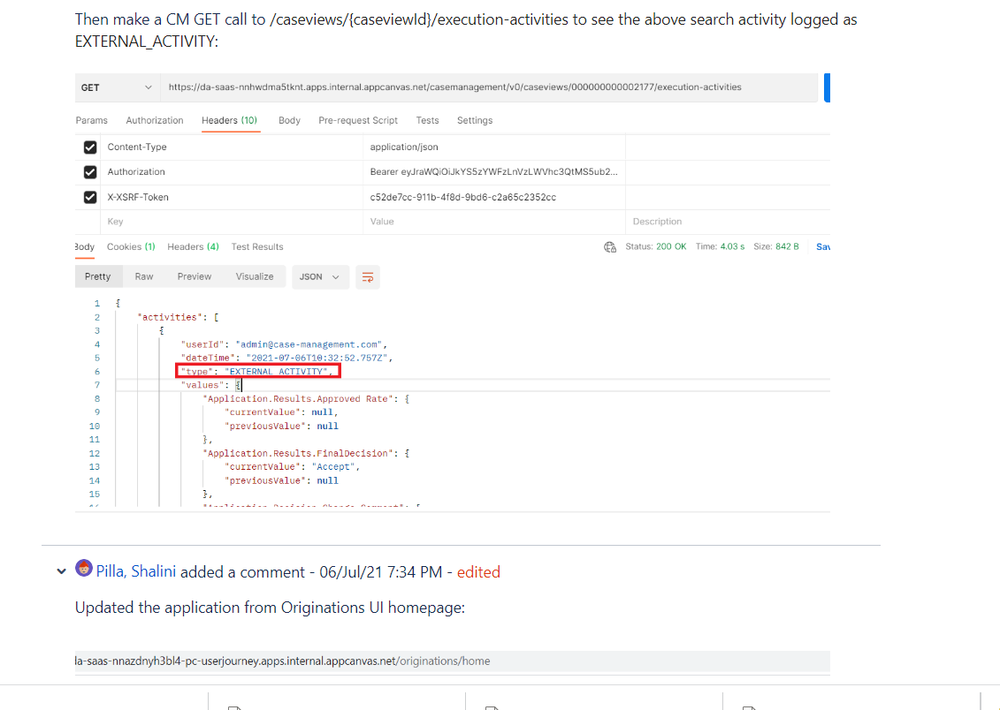 Then make a CM GET call to /caseviews/{caseviewId}/execution-activities to see the above search activity logged as
EXTERNAL_ACTIVITY:
GET https://da-saas-nnhwdma5tknt.apps.internal.appcanvas.net/casemanagement/v0/caseviews/000000000002177/execution-activities
Params Authorization Headers (10) Body Pre-request Script Tests Settings
Content-Type application/json
Authorization Bearer eyJraWQiOiJkYS5zYWFzLnVzLWVhc3QtMS5ub2...
X-XSRF-Token c52de7cc-911b-4f8d-9bd6-c2a65c2352cc
Key Value Description
Body Cookies (1) Headers (4) Test Results Status: 200 OK Time: 4.03 s Size: 842 B Sav
Pretty Raw Preview Visualize JSON
1 {
2 "activities": [
3 {
4 "userId": "admin@case-management.com",
5 "dateTime": "2021-07-06T10:32:52.757Z",
6 "type": "EXTERNAL_ACTIVITY",
7 "values": {
8 "Application.Results.Approved Rate": {
9 "currentValue": null,
10 "previousValue": null
11 },
12 "Application.Results.FinalDecision": {
13 "currentValue": "Accept",
14 "previousValue": null
15 },
Pilla, Shalini added a comment - 06/Jul/21 7:34 PM - edited
Updated the application from Originations UI homepage:
la-saas-nnazdnyh3bl4-pc-userjourney.apps.internal.appcanvas.net/originations/home